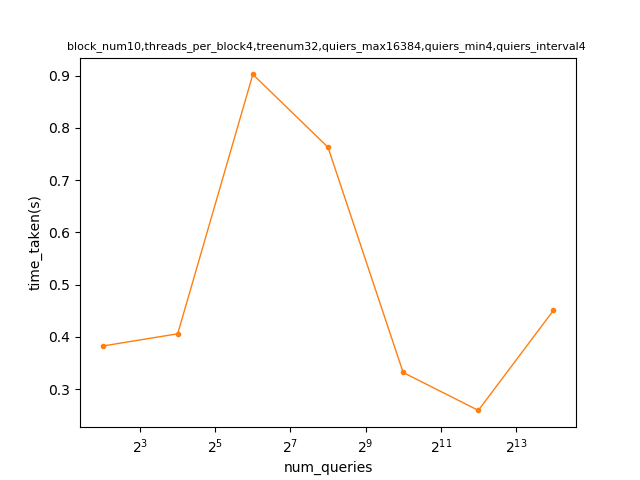 block_num10,threads_per_block4,treenum32,quiers_max16384,quiers_min4,quiers_interval4
time_taken(s)
0.9
0.8
0.7
0.6
0.5
0.4
0.3
2^3 2^5 2^7 2^9 2^11 2^13
num_queries